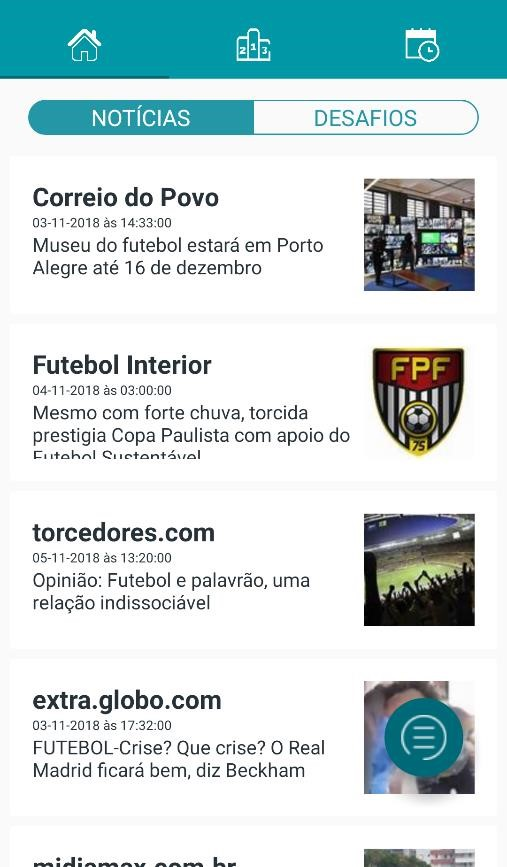 2 1 3
NOTÍCIAS
DESAFIOS
Correio do Povo
03-11-2018 às 14:33:00
Museu do futebol estará em Porto
Alegre até 16 de dezembro
Futebol Interior
04-11-2018 às 03:00:00
Mesmo com forte chuva, torcida
prestigia Copa Paulista com apoio do
Futebol Sustentável
FPF
75
torcedores.com
05-11-2018 às 13:20:00
Opinião: Futebol e palavrão, uma
relação indissociável
extra.globo.com
03-11-2018 às 17:32:00
FUTEBOL-Crise? Que crise? O Real
Madrid ficará bem, diz Beckham
midiamax.com.br